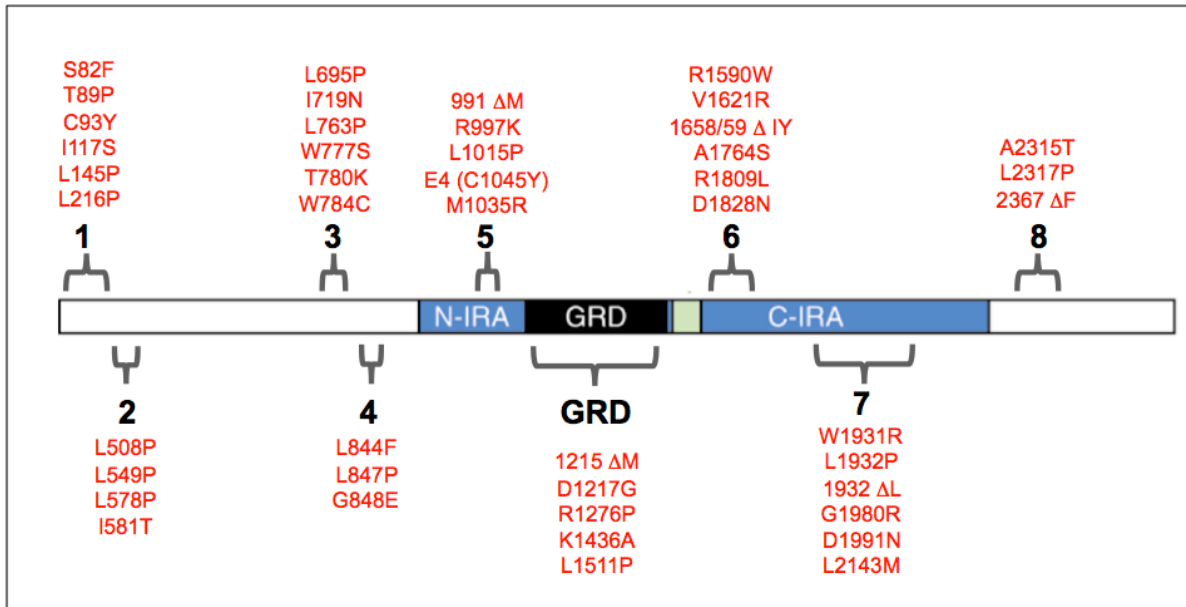 S82F
T89P
C93Y
I117S
L145P
L216P
1
L695P
I719N
L763P
W777S
T780K
W784C
3
991 ΔM
R997K
L1015P
E4 (C1045Y)
M1035R
5
R1590W
V1621R
1658/59 Δ IY
A1764S
R1809L
D1828N
6
A2315T
L2317P
2367 ΔF
8
N-IRA GRD C-IRA
2
L508P
L549P
L578P
I581T
4
L844F
L847P
G848E
GRD
1215 ΔM
D1217G
R1276P
K1436A
L1511P
7
W1931R
L1932P
1932 ΔL
G1980R
D1991N
L2143M